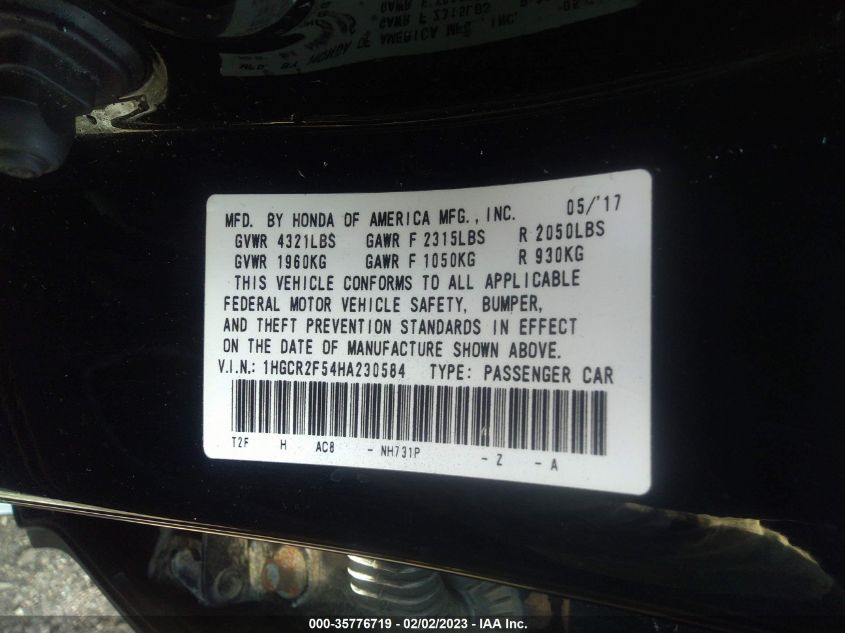 MFD. BY HONDA OF AMERICA MFG., INC. 05/'17
GVWR 4321LBS GAWR F 2315LBS R 2050LBS
GVWR 1960KG GAWR F 1050KG R 930KG
THIS VEHICLE CONFORMS TO ALL APPLICABLE
FEDERAL MOTOR VEHICLE SAFETY, BUMPER,
AND THEFT PREVENTION STANDARDS IN EFFECT
ON THE DATE OF MANUFACTURE SHOWN ABOVE.
V.I.N.: 1HGCR2F54HA230584 TYPE: PASSENGER CAR
T2F H AC8 - NH731P - Z - A
000-35776719 - 02/02/2023 - IAA Inc.